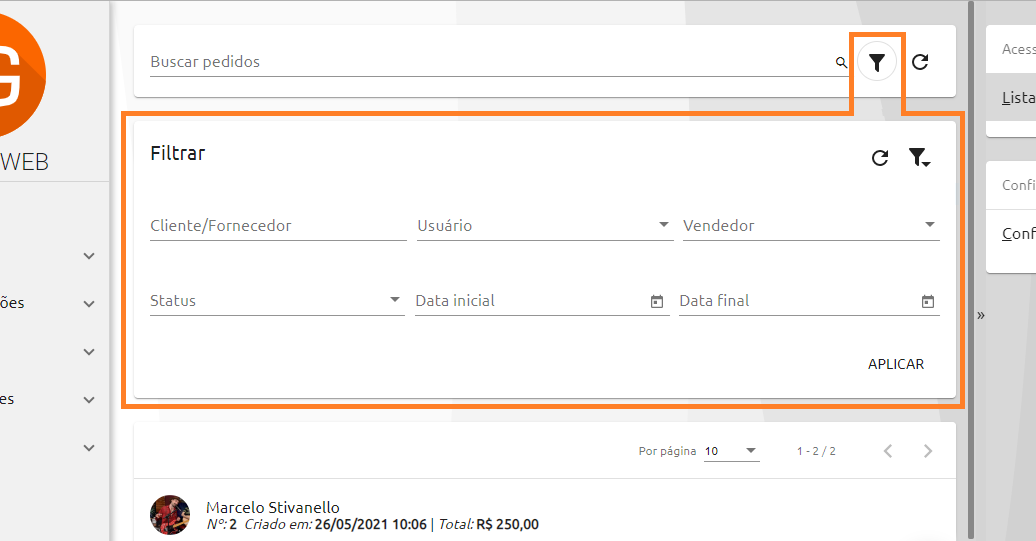 G
WEB
ões
es
Buscar pedidos
Filtrar
Cliente/Fornecedor
Usuário
Vendedor
Status
Data inicial
Data final
APLICAR
Por página 10 1 - 2 / 2
Marcelo Stivanello
Nº: 2 Criado em: 26/05/2021 10:06 | Total: R$ 250,00
»
Acess
Lista
Confi
Conf